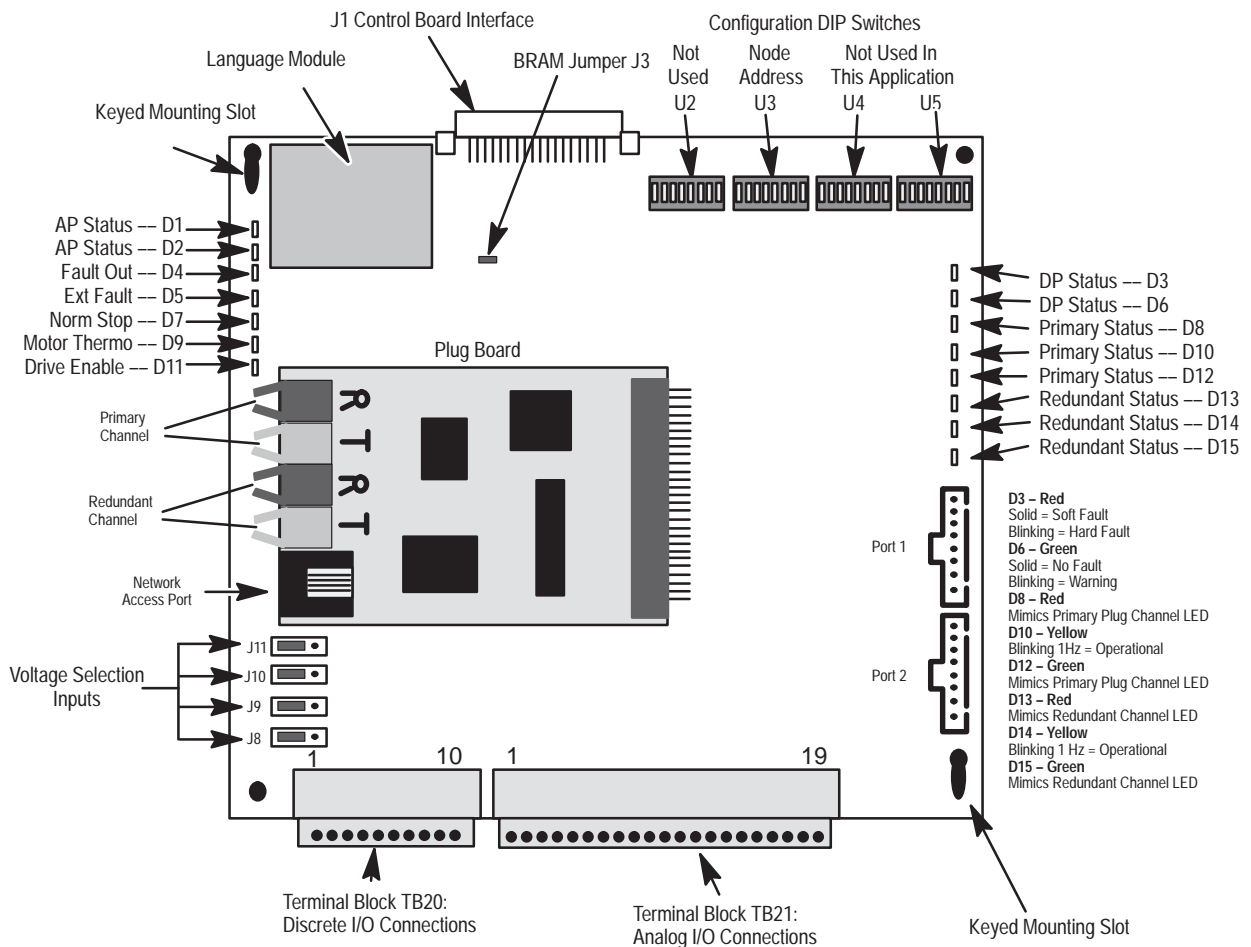 J1 Control Board Interface
Configuration DIP Switches
Language Module
BRAM Jumper J3
Not
Used
U2
Node
Address
U3
Not Used In
This Application
U4
U5
Keyed Mounting Slot
AP Status –– D1
AP Status –– D2
Fault Out –– D4
Ext Fault –– D5
Norm Stop –– D7
Motor Thermo –– D9
Drive Enable –– D11
DP Status –– D3
DP Status –– D6
Primary Status –– D8
Primary Status –– D10
Primary Status –– D12
Redundant Status –– D13
Redundant Status –– D14
Redundant Status –– D15
Plug Board
Primary
Channel
R
T
Redundant
Channel
R
T
Network
Access Port
Port 1
Port 2
D3 – Red
Solid = Soft Fault
Blinking = Hard Fault
D6 – Green
Solid = No Fault
Blinking = Warning
D8 – Red
Mimics Primary Plug Channel LED
D10 – Yellow
Blinking 1Hz = Operational
D12 – Green
Mimics Primary Plug Channel LED
D13 – Red
Mimics Redundant Channel LED
D14 – Yellow
Blinking 1 Hz = Operational
D15 – Green
Mimics Redundant Channel LED
Voltage Selection
Inputs
J11
J10
J9
J8
1 10
1 19
Terminal Block TB20:
Discrete I/O Connections
Terminal Block TB21:
Analog I/O Connections
Keyed Mounting Slot